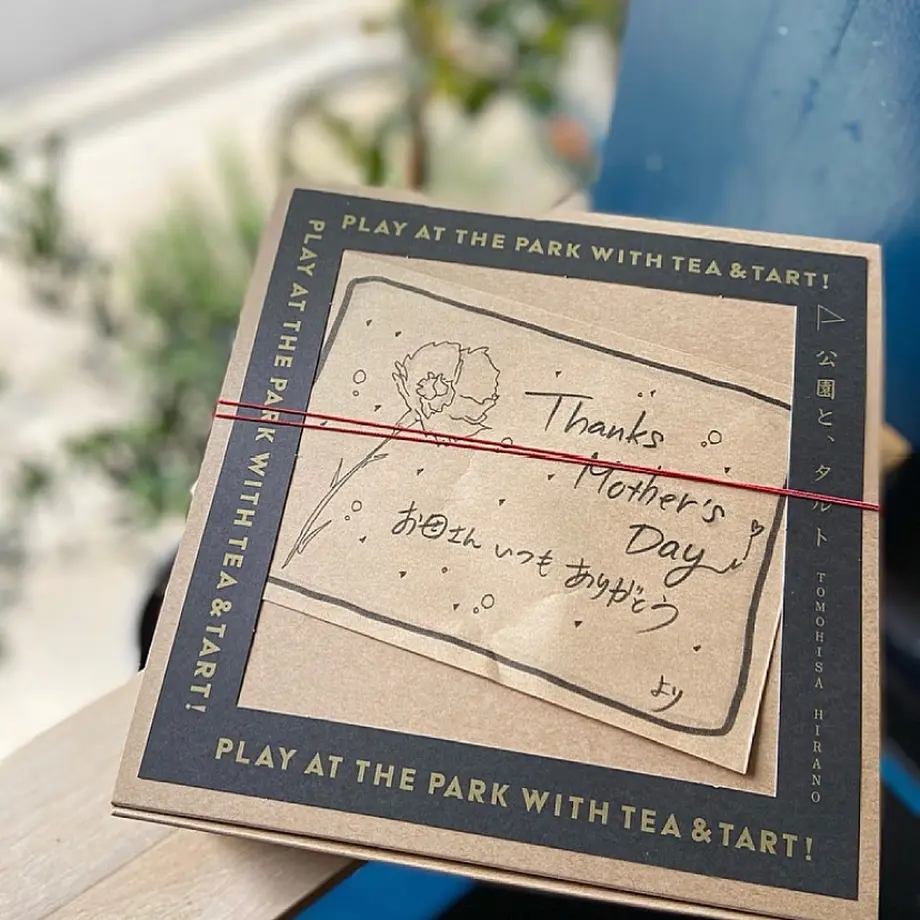 PLAY AT THE PARK WITH TEA & TART!
PLAY AT THE PARK WITH TEA & TART!
公園と、タルト TOMOHISA HIRANO
Thanks
Mother's
Day
お母さん いつも ありがとう
より
PLAY AT THE PARK WITH TEA & TART!